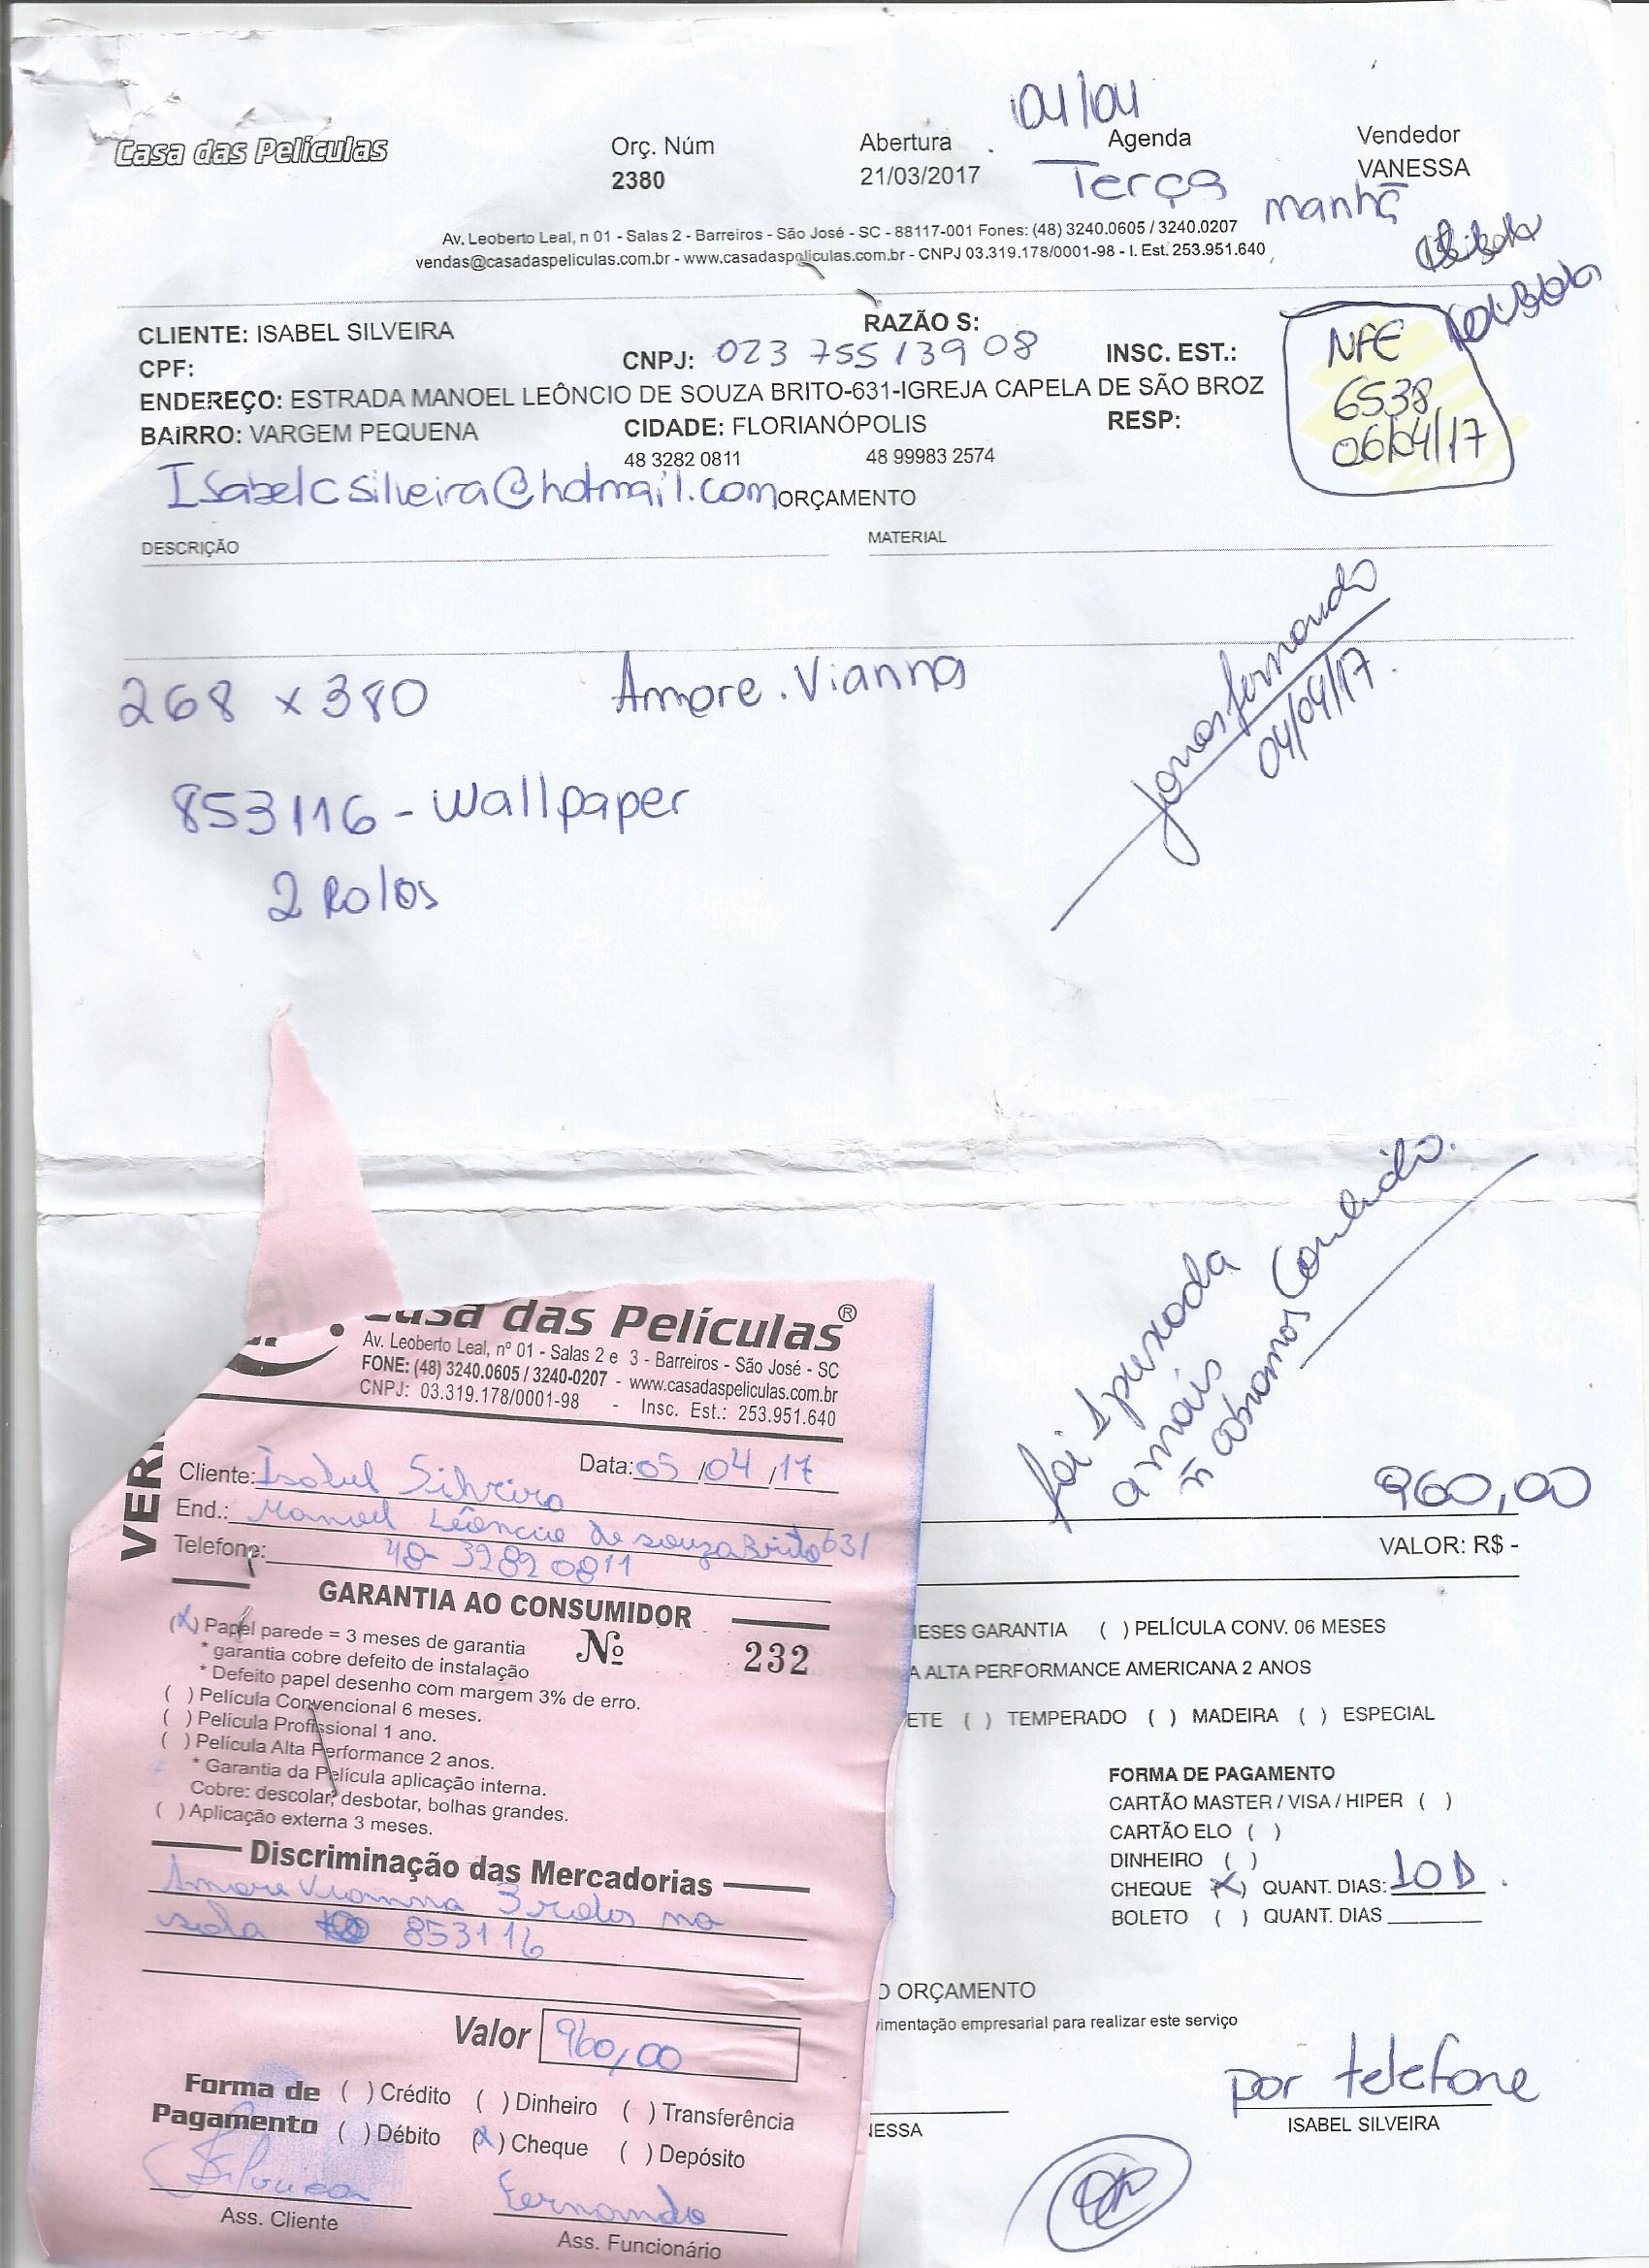 04/04
Casa das Películas
Orç. Núm
Abertura
Agenda
Vendedor
2380
21/03/2017
Terça
VANESSA
manhã
Av. Leoberto Leal, n 01 - Salas 2 - Barreiros - São José - SC - 88117-001 Fones: (48) 3240.0605 / 3240.0207
vendas@casadaspeliculas.com.br - www.casadaspeliculas.com.br - CNPJ 03.319.178/0001-98 - I. Est. 253.951.640
CLIENTE: ISABEL SILVEIRA
RAZÃO S:
CPF:
CNPJ: 023 755 139 08
INSC. EST.:
ENDEREÇO: ESTRADA MANOEL LEÔNCIO DE SOUZA BRITO-631-IGREJA CAPELA DE SÃO BROZ
BAIRRO: VARGEM PEQUENA
CIDADE: FLORIANÓPOLIS
RESP:
48 3282 0811
48 99983 2574
NFE
6538
06/04/17
Isabelcsilveira@hotmail.com
ORÇAMENTO
DESCRIÇÃO
MATERIAL
268 x 380
Amore.Vianna
853116 - Wallpaper
2 Rolos
Jonas fernando
04/04/17.
foi 1 puxada
a mais
960,00
VALOR: R$ -
Casa das Películas®
Av. Leoberto Leal, nº 01 - Salas 2 e 3 - Barreiros - São José - SC
FONE: (48) 3240.0605 / 3240-0207 - www.casadaspeliculas.com.br
CNPJ: 03.319.178/0001-98 - Insc. Est.: 253.951.640
VERI
Cliente: Isabel Silveira
Data: 05/04/17
End.: Manoel Lêoncio de souza Brito 631
Telefone: 48- 3282 0811
GARANTIA AO CONSUMIDOR
(x) Papel parede = 3 meses de garantia
* garantia cobre defeito de instalação
* Defeito papel desenho com margem 3% de erro.
Nº 232
( ) Película Convencional 6 meses.
( ) Película Profissional 1 ano.
( ) Película Alta Performance 2 anos.
* Garantia da Película aplicação interna.
Cobre: descolar, desbotar, bolhas grandes.
( ) Aplicação externa 3 meses.
Discriminação das Mercadorias
Amore Vianna 3 rolos na
sala 853116
Valor 960,00
Forma de Pagamento
( ) Crédito ( ) Dinheiro ( ) Transferência
( ) Débito (x) Cheque ( ) Depósito
Silveira
Fernando
Ass. Cliente
Ass. Funcionário
IESES GARANTIA ( ) PELÍCULA CONV. 06 MESES
A ALTA PERFORMANCE AMERICANA 2 ANOS
ETE ( ) TEMPERADO ( ) MADEIRA ( ) ESPECIAL
FORMA DE PAGAMENTO
CARTÃO MASTER / VISA / HIPER ( )
CARTÃO ELO ( )
DINHEIRO ( )
CHEQUE (x) QUANT. DIAS: 10D.
BOLETO ( ) QUANT. DIAS
O ORÇAMENTO
vimentação empresarial para realizar este serviço
por telefone
NESSA
ISABEL SILVEIRA